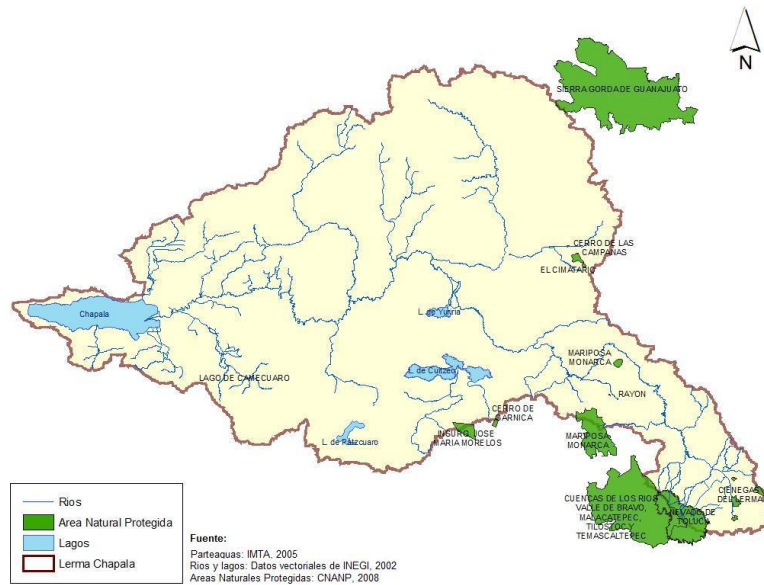 N
SIERRA GORDA DE GUANAJUATO
CERRO DE LAS
CAMPANAS
EL CIMATARIO
Chapala
L. de Yuriria
MARIPOSA
MONARCA
L. de Cuitzeo
LAGO DE CAMECUARO
RAYON
CERRO DE
GARNICA
INSURG. JOSE
MARIA MORELOS
L. de Pátzcuaro
MARIPOSA
MONARCA
CUENCAS DE LOS RIOS
VALLE DE BRAVO,
MALACATEPEC,
TILOSTOC Y
TEMASCALTEPEC
NEVADO DE
TOLUCA
CIENEGAS
DEL LERMA
Rios
Area Natural Protegida
Lagos
Lerma Chapala
Fuente:
Parteaguas: IMTA, 2005
Rios y lagos: Datos vectoriales de INEGI, 2002
Areas Naturales Protegidas: CNANP, 2008